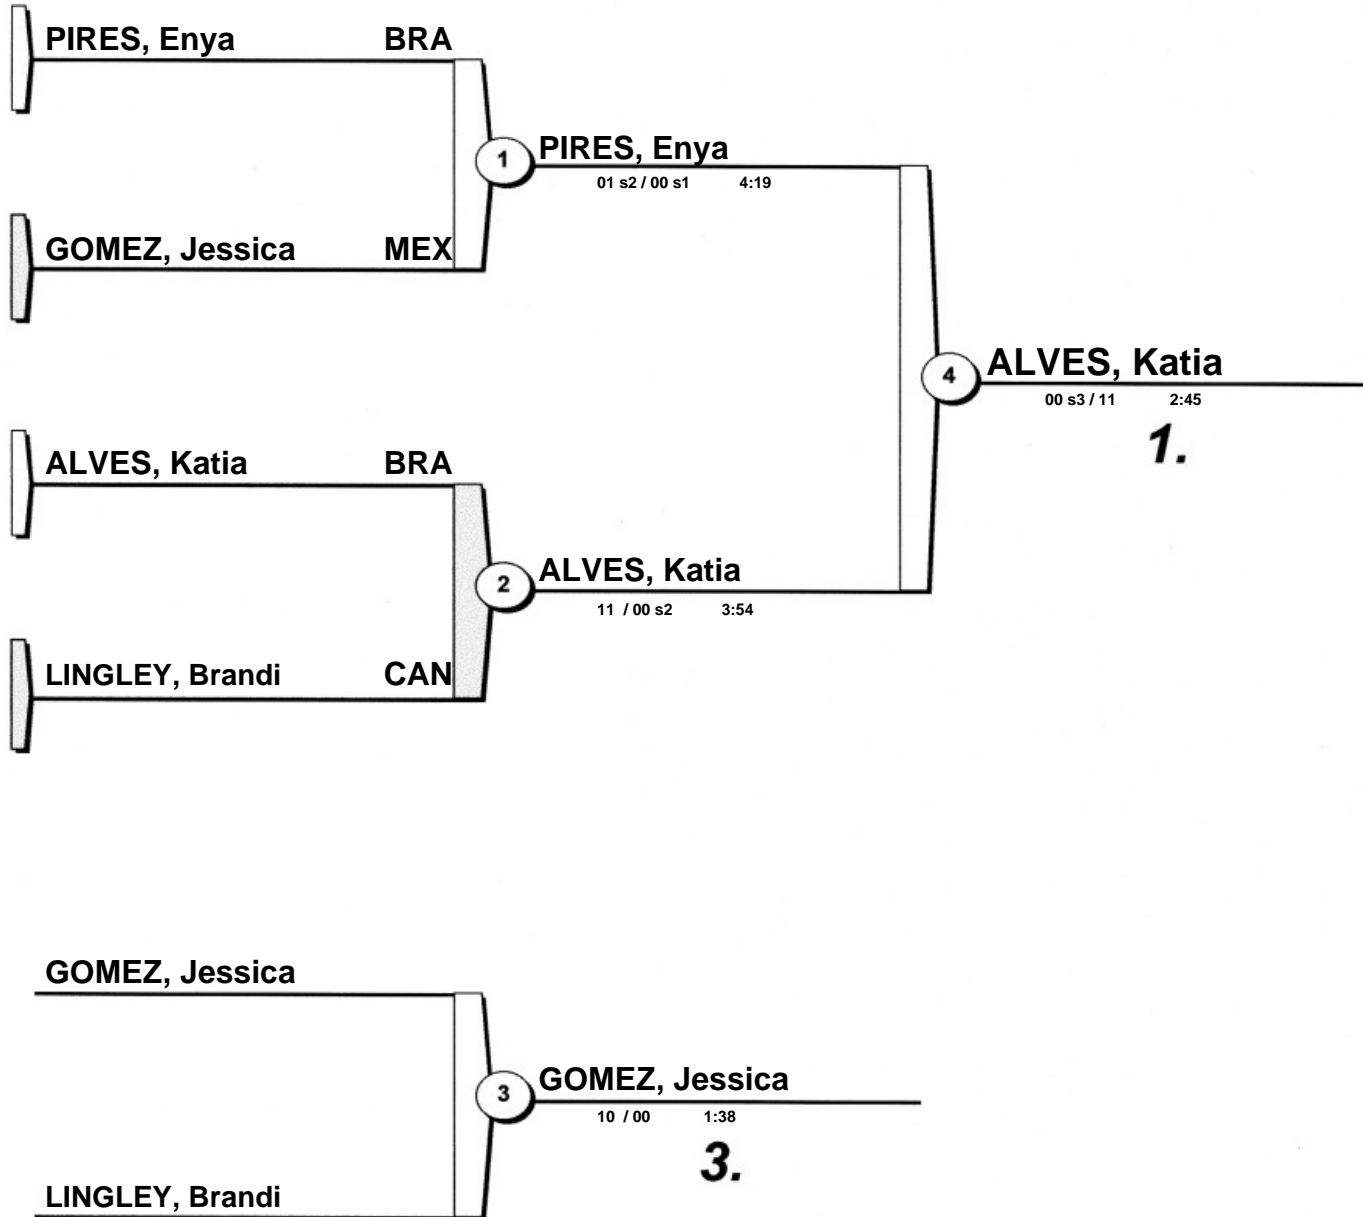 PIRES, Enya BRA
1 PIRES, Enya
01 s2 / 00 s1 4:19
GOMEZ, Jessica MEX
4 ALVES, Katia
00 s3 / 11 2:45
1.
ALVES, Katia BRA
2 ALVES, Katia
11 / 00 s2 3:54
LINGLEY, Brandi CAN
GOMEZ, Jessica
3 GOMEZ, Jessica
10 / 00 1:38
3.
LINGLEY, Brandi